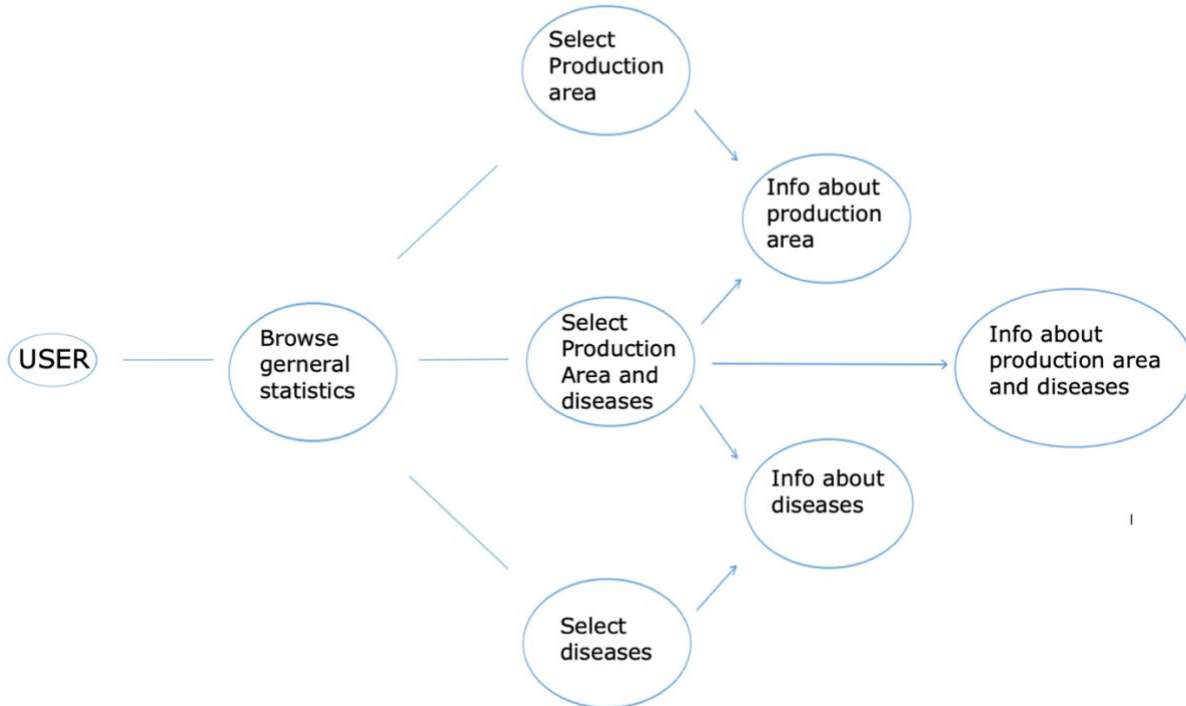 Select
Production
area
Info about
production
area
USER
Browse
gerneral
statistics
Select
Production
Area and
diseases
Info about
production area
and diseases
Info about
diseases
Select
diseases